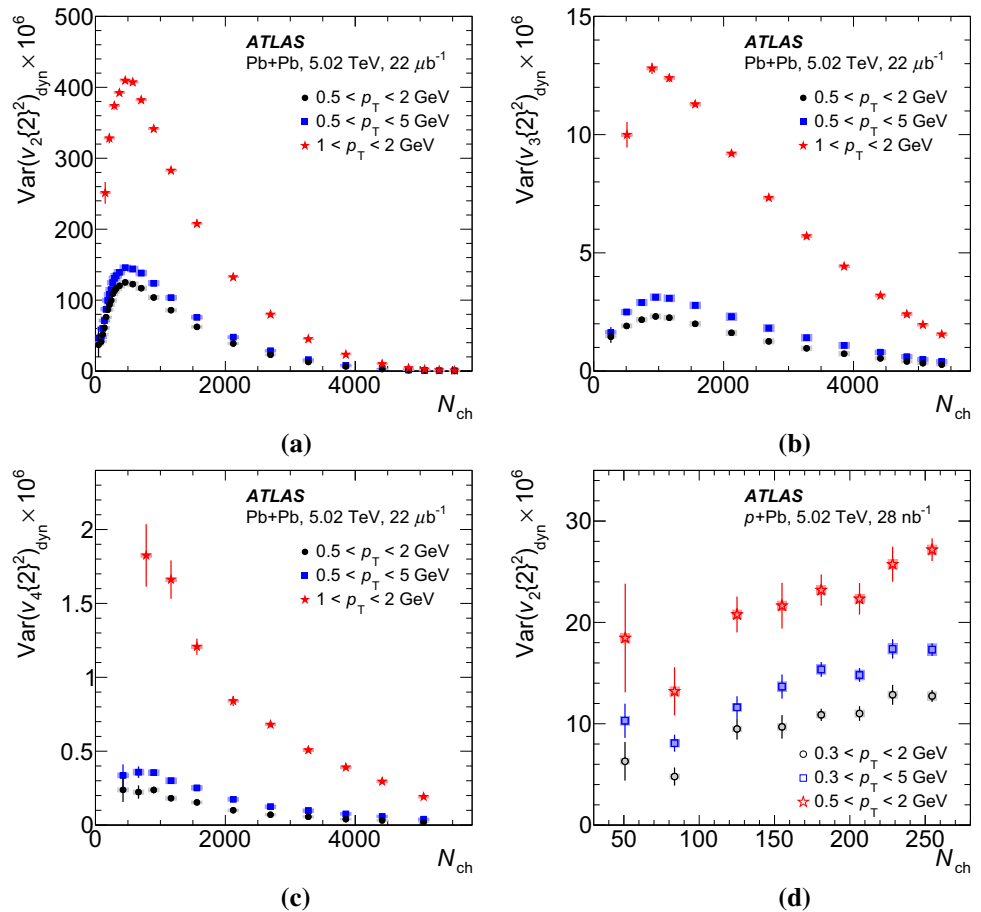 Var(v₂{2}²)dyn × 10⁶
500
400
300
200
100
0
ATLAS
Pb+Pb, 5.02 TeV, 22 μb⁻¹
0.5 < pT < 2 GeV
0.5 < pT < 5 GeV
1 < pT < 2 GeV
0 2000 4000
Nch
(a)
Var(v₃{2}²)dyn × 10⁶
15
10
5
0
ATLAS
Pb+Pb, 5.02 TeV, 22 μb⁻¹
0.5 < pT < 2 GeV
0.5 < pT < 5 GeV
1 < pT < 2 GeV
0 2000 4000
Nch
(b)
Var(v₄{2}²)dyn × 10⁶
2
1.5
1
0.5
0
ATLAS
Pb+Pb, 5.02 TeV, 22 μb⁻¹
0.5 < pT < 2 GeV
0.5 < pT < 5 GeV
1 < pT < 2 GeV
0 2000 4000
Nch
(c)
Var(v₂{2}²)dyn × 10⁶
30
20
10
0
ATLAS
p+Pb, 5.02 TeV, 28 nb⁻¹
0.3 < pT < 2 GeV
0.3 < pT < 5 GeV
0.5 < pT < 2 GeV
50 100 150 200 250
Nch
(d)